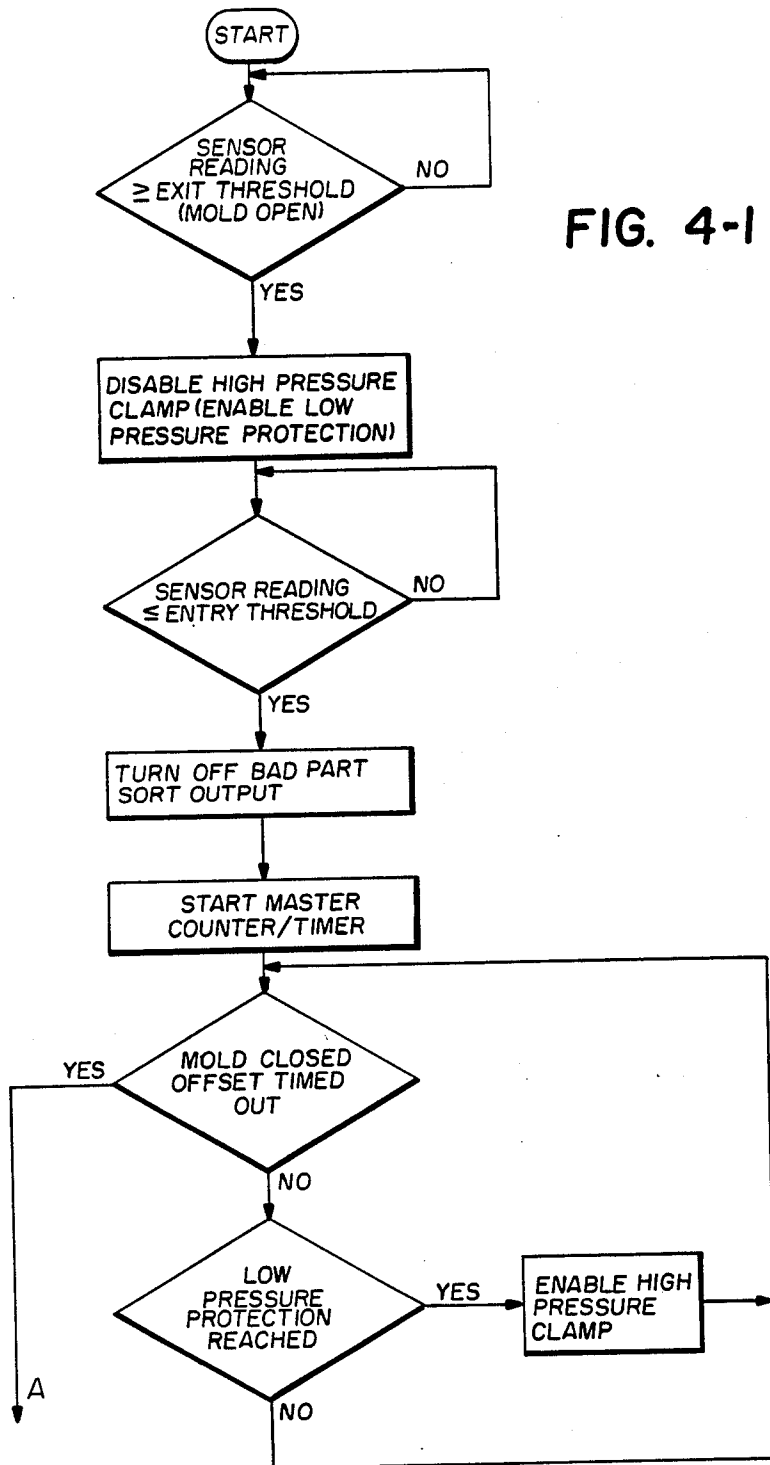 START
SENSOR
READING
≥ EXIT THRESHOLD
(MOLD OPEN)
NO
FIG. 4-1
YES
DISABLE HIGH PRESSURE
CLAMP (ENABLE LOW
PRESSURE PROTECTION)
SENSOR READING
≤ ENTRY THRESHOLD
NO
YES
TURN OFF BAD PART
SORT OUTPUT
START MASTER
COUNTER/TIMER
YES
MOLD CLOSED
OFFSET TIMED
OUT
NO
LOW
PRESSURE
PROTECTION
REACHED
YES
ENABLE HIGH
PRESSURE
CLAMP
A
NO